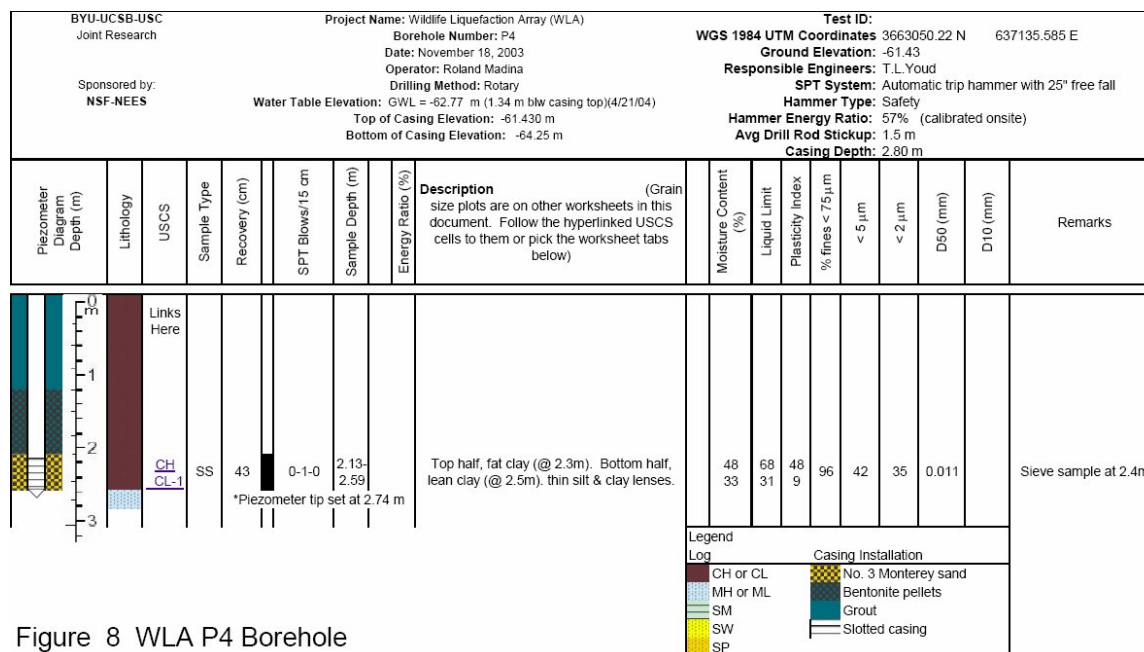 BYU-UCSB-USC
Joint Research
Sponsored by:
NSF-NEES
Project Name: Wildlife Liquefaction Array (WLA)
Borehole Number: P4
Date: November 18, 2003
Operator: Roland Madina
Drilling Method: Rotary
Water Table Elevation: GWL = -62.77 m (1.34 m blw casing top)(4/21/04)
Top of Casing Elevation: -61.430 m
Bottom of Casing Elevation: -64.25 m
Test ID:
WGS 1984 UTM Coordinates 3663050.22 N 637135.585 E
Ground Elevation: -61.43
Responsible Engineers: T.L.Youd
SPT System: Automatic trip hammer with 25" free fall
Hammer Type: Safety
Hammer Energy Ratio: 57% (calibrated onsite)
Avg Drill Rod Stickup: 1.5 m
Casing Depth: 2.80 m
Piezometer
Diagram
Depth (m)
Lithology
USCS
Sample Type
Recovery (cm)
SPT Blows/15 cm
Sample Depth (m)
Energy Ratio (%)
Description (Grain
size plots are on other worksheets in this
document. Follow the hyperlinked USCS
cells to them or pick the worksheet tabs
below)
Moisture Content
(%)
Liquid Limit
Plasticity Index
% fines < 75 µm
< 5 µm
< 2 µm
D50 (mm)
D10 (mm)
Remarks
0
m
1
2
3
Links
Here
CH
CL-1
SS
43
0-1-0
2.13-
2.59
*Piezometer tip set at 2.74 m
Top half, fat clay (@ 2.3m). Bottom half,
lean clay (@ 2.5m). thin silt & clay lenses.
48 68 48
33 31 9
96 42 35 0.011
Sieve sample at 2.4m
Legend
Log Casing Installation
CH or CL No. 3 Monterey sand
MH or ML Bentonite pellets
SM Grout
SW Slotted casing
SP
Figure 8 WLA P4 Borehole